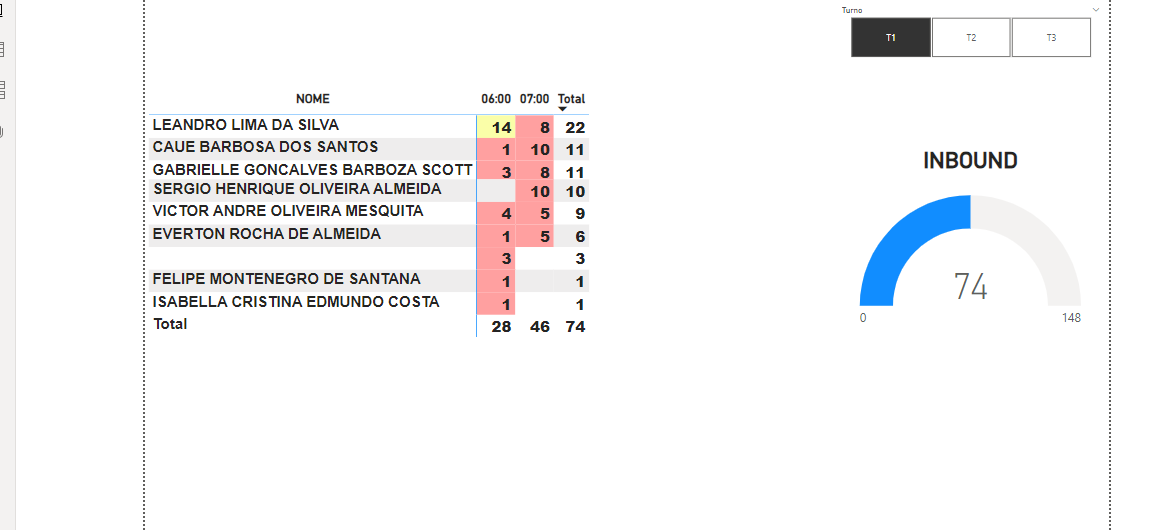 Turno
T1 T2 T3
NOME 06:00 07:00 Total
LEANDRO LIMA DA SILVA 14 8 22
CAUE BARBOSA DOS SANTOS 1 10 11
GABRIELLE GONCALVES BARBOZA SCOTT 3 8 11
SERGIO HENRIQUE OLIVEIRA ALMEIDA 10 10
VICTOR ANDRE OLIVEIRA MESQUITA 4 5 9
EVERTON ROCHA DE ALMEIDA 1 5 6
3 3
FELIPE MONTENEGRO DE SANTANA 1 1
ISABELLA CRISTINA EDMUNDO COSTA 1 1
Total 28 46 74
INBOUND
74
0 148